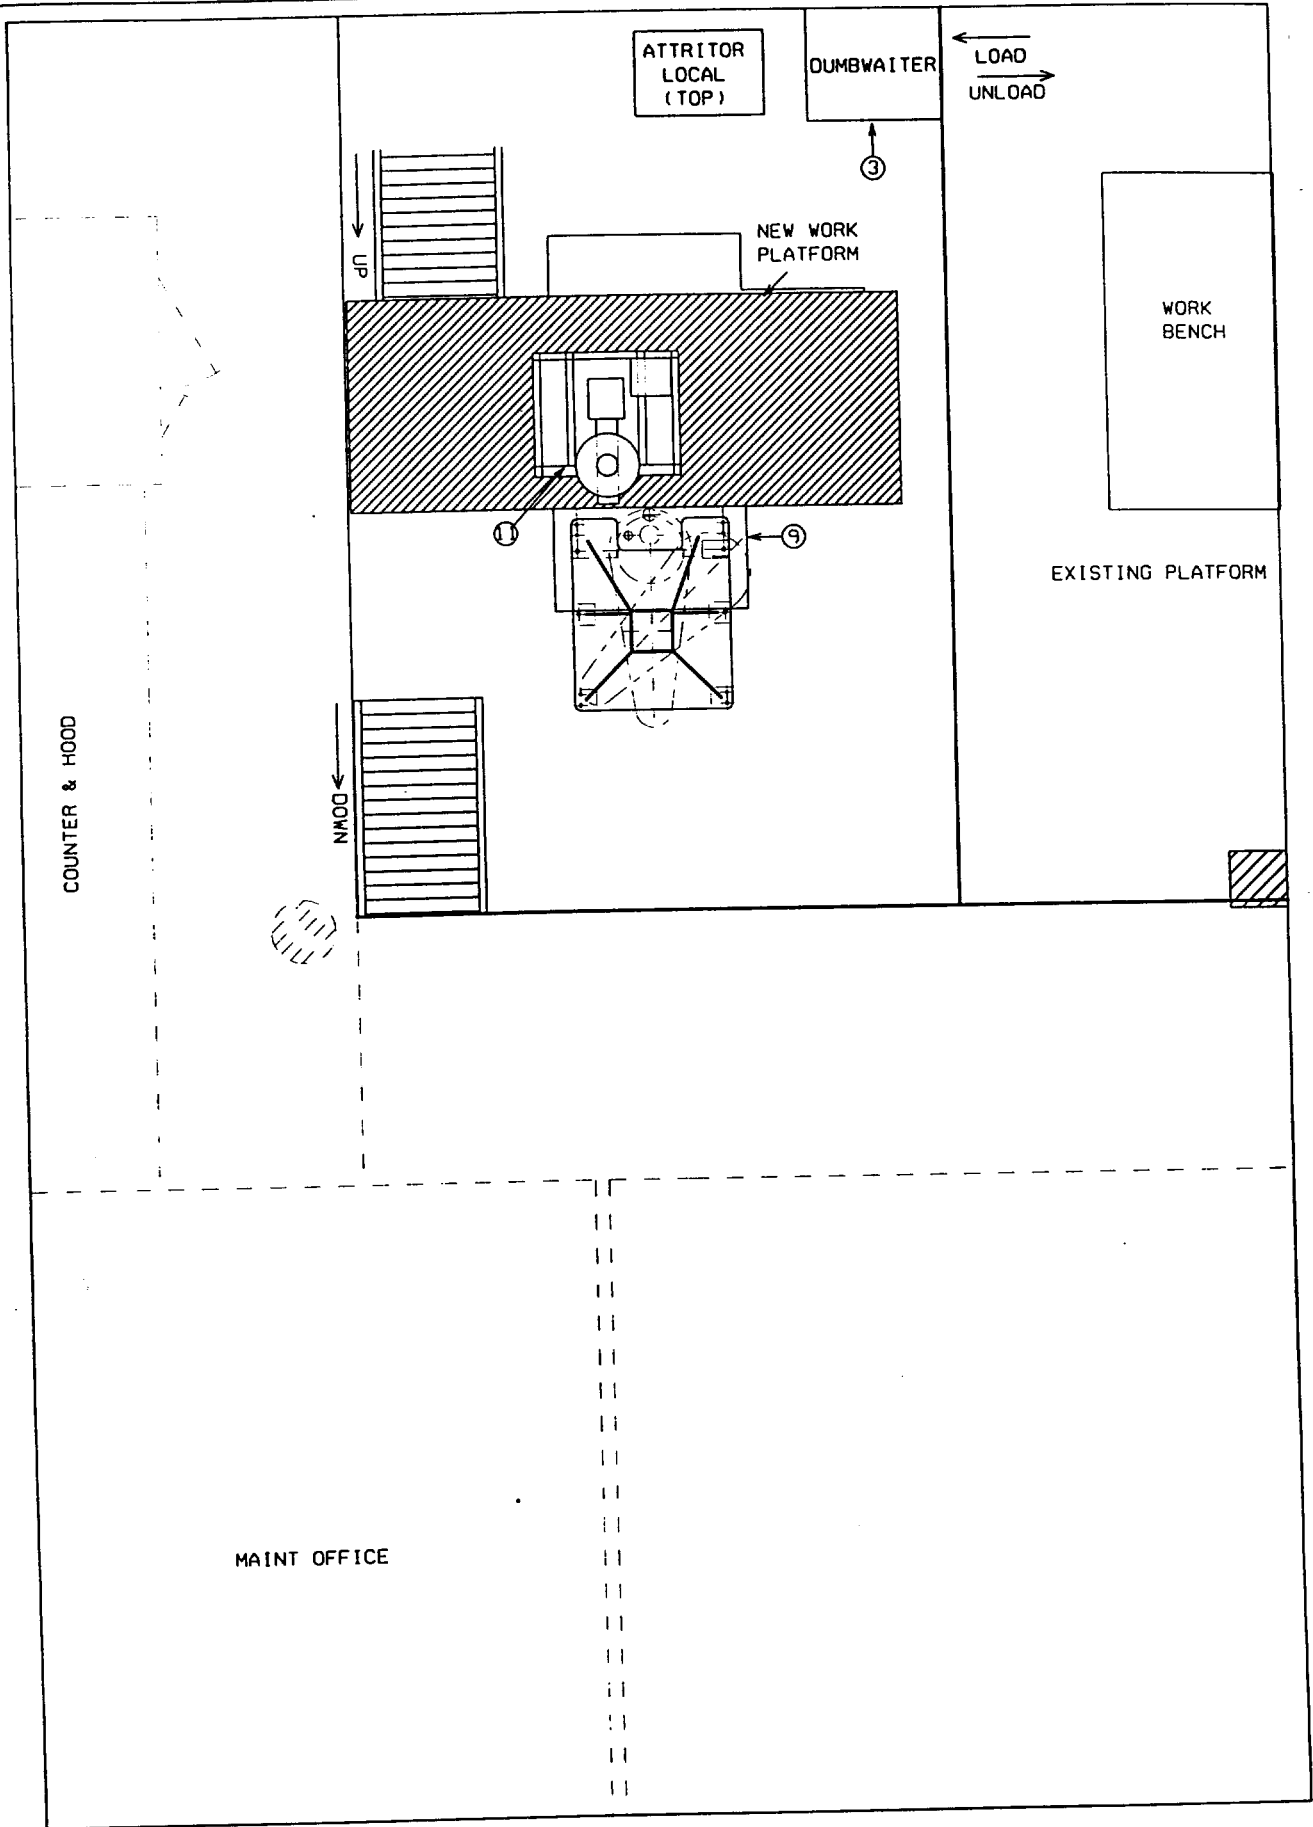 ATTRITOR
LOCAL
(TOP)
DUMBWAITER
LOAD
UNLOAD
3
UP
NEW WORK
PLATFORM
WORK
BENCH
11
9
EXISTING PLATFORM
COUNTER & HOOD
DOWN
MAINT OFFICE